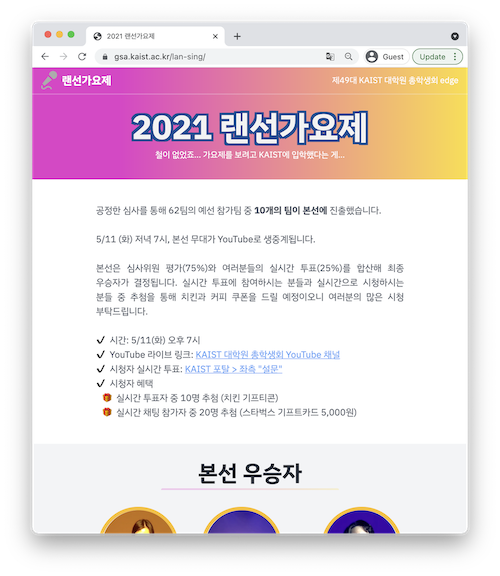 2021 랜선가요제
gsa.kaist.ac.kr/lan-sing/
Guest
Update
랜선가요제
제49대 KAIST 대학원 총학생회 edge
2021 랜선가요제
철이 없었죠... 가요제를 보려고 KAIST에 입학했다는 게...
공정한 심사를 통해 62팀의 예선 참가팀 중 10개의 팀이 본선에 진출했습니다.
5/11 (화) 저녁 7시, 본선 무대가 YouTube로 생중계됩니다.
본선은 심사위원 평가(75%)와 여러분들의 실시간 투표(25%)를 합산해 최종
우승자가 결정됩니다. 실시간 투표에 참여하시는 분들과 실시간으로 시청하시는
분들 중 추첨을 통해 치킨과 커피 쿠폰을 드릴 예정이오니 여러분의 많은 시청
부탁드립니다.
✔ 시간: 5/11(화) 오후 7시
✔ YouTube 라이브 링크: KAIST 대학원 총학생회 YouTube 채널
✔ 시청자 실시간 투표: KAIST 포탈 > 좌측 "설문"
✔ 시청자 혜택
🎁 실시간 투표자 중 10명 추첨 (치킨 기프티콘)
🎁 실시간 채팅 참가자 중 20명 추첨 (스타벅스 기프트카드 5,000원)
본선 우승자